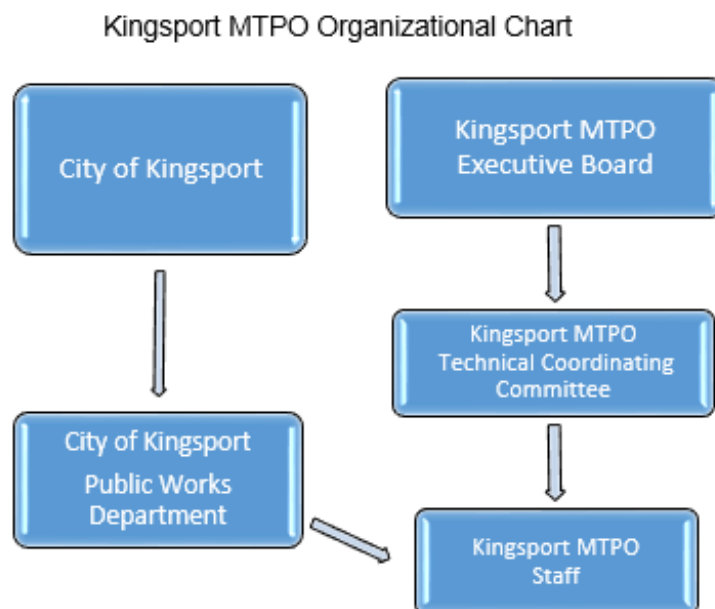 Kingsport MTPO Organizational Chart
City of Kingsport
Kingsport MTPO
Executive Board
Kingsport MTPO
Technical Coordinating
Committee
City of Kingsport
Public Works
Department
Kingsport MTPO
Staff